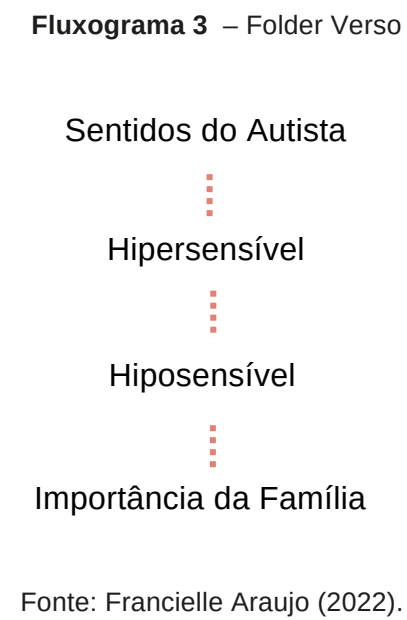 Fluxograma 3 – Folder Verso
Sentidos do Autista
Hipersensível
Hiposensível
Importância da Família
Fonte: Francielle Araujo (2022).